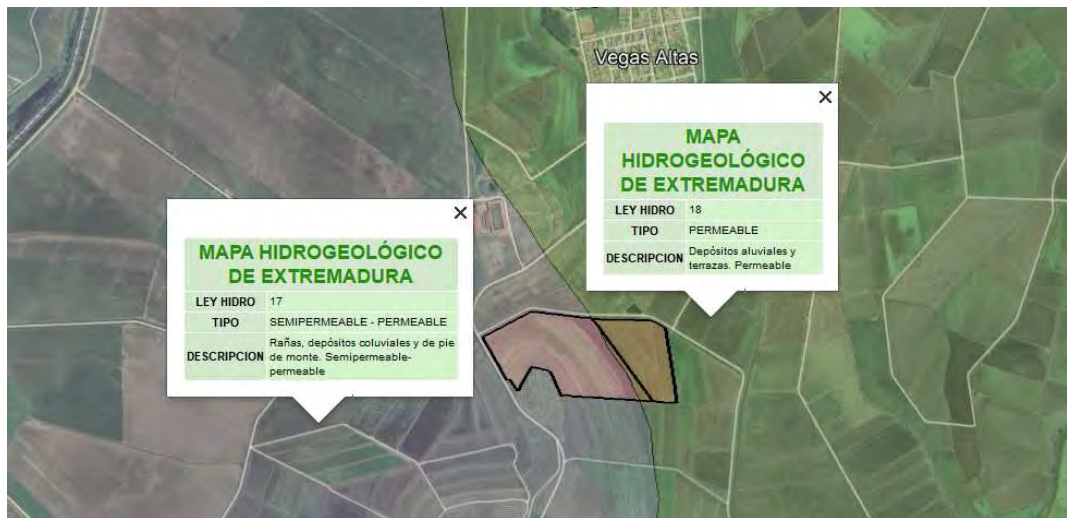 Vegas Altas
MAPA
HIDROGEOLÓGICO
DE EXTREMADURA
LEY HIDRO 18
TIPO PERMEABLE
DESCRIPCION Depósitos aluviales y
terrazas. Permeable
MAPA HIDROGEOLÓGICO
DE EXTREMADURA
LEY HIDRO 17
TIPO SEMIPERMEABLE - PERMEABLE
DESCRIPCION Rañas, depósitos coluviales y de pie
de monte. Semipermeable-
permeable